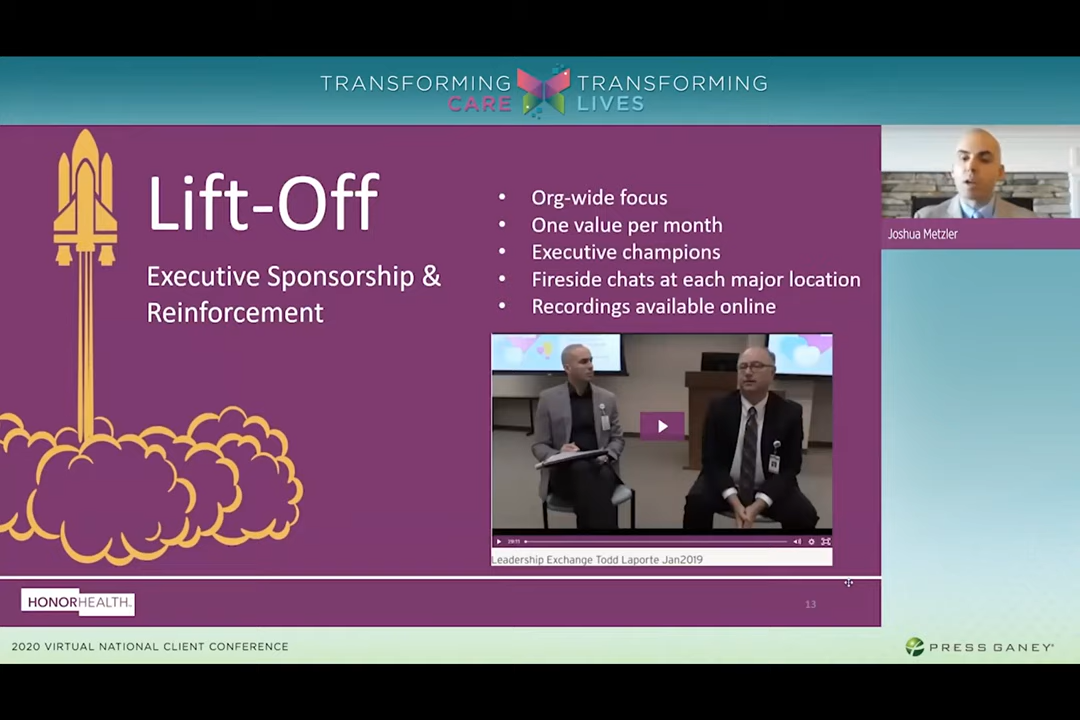 TRANSFORMING TRANSFORMING
CARE LIVES
Lift-Off
Executive Sponsorship &
Reinforcement
• Org-wide focus
• One value per month
• Executive champions
• Fireside chats at each major location
• Recordings available online
Joshua Metzler
Leadership Exchange Todd Laporte Jan2019
HONORHEALTH
13
2020 VIRTUAL NATIONAL CLIENT CONFERENCE
PRESS GANEY